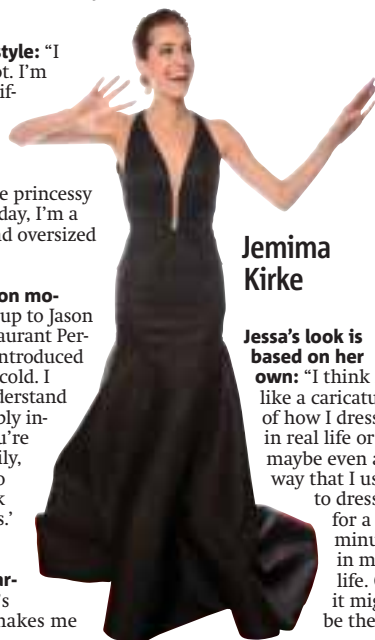 style: “I
ot. I’m
if-
e princessy
day, I’m a
nd oversized
on mo-
up to Jason
aurant Per-
ntroduced
cold. I
derstand
bly in-
u’re
ily,
o
k
s.’
ar-
’s
makes me
Jemima
Kirke
Jessa’s look is
based on her
own: “I think
like a caricatu
of how I dress
in real life or
maybe even a
way that I us
to dress
for a
minu
in m
life.
it mig
be the